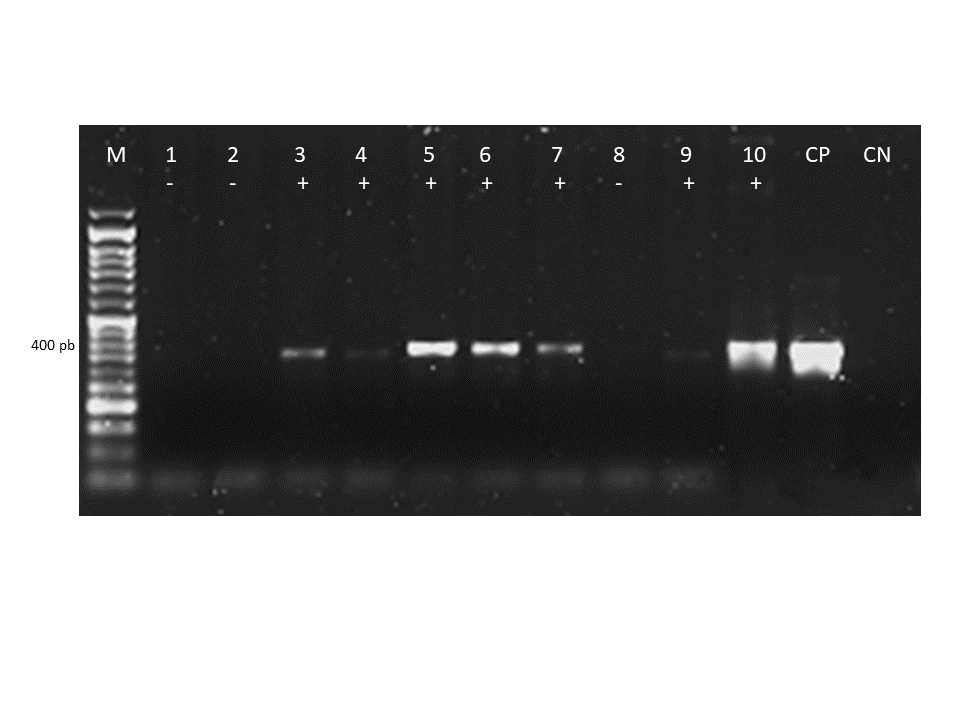 M 1 2 3 4 5 6 7 8 9 10 CP CN
- - + + + + + - + +
400 pb